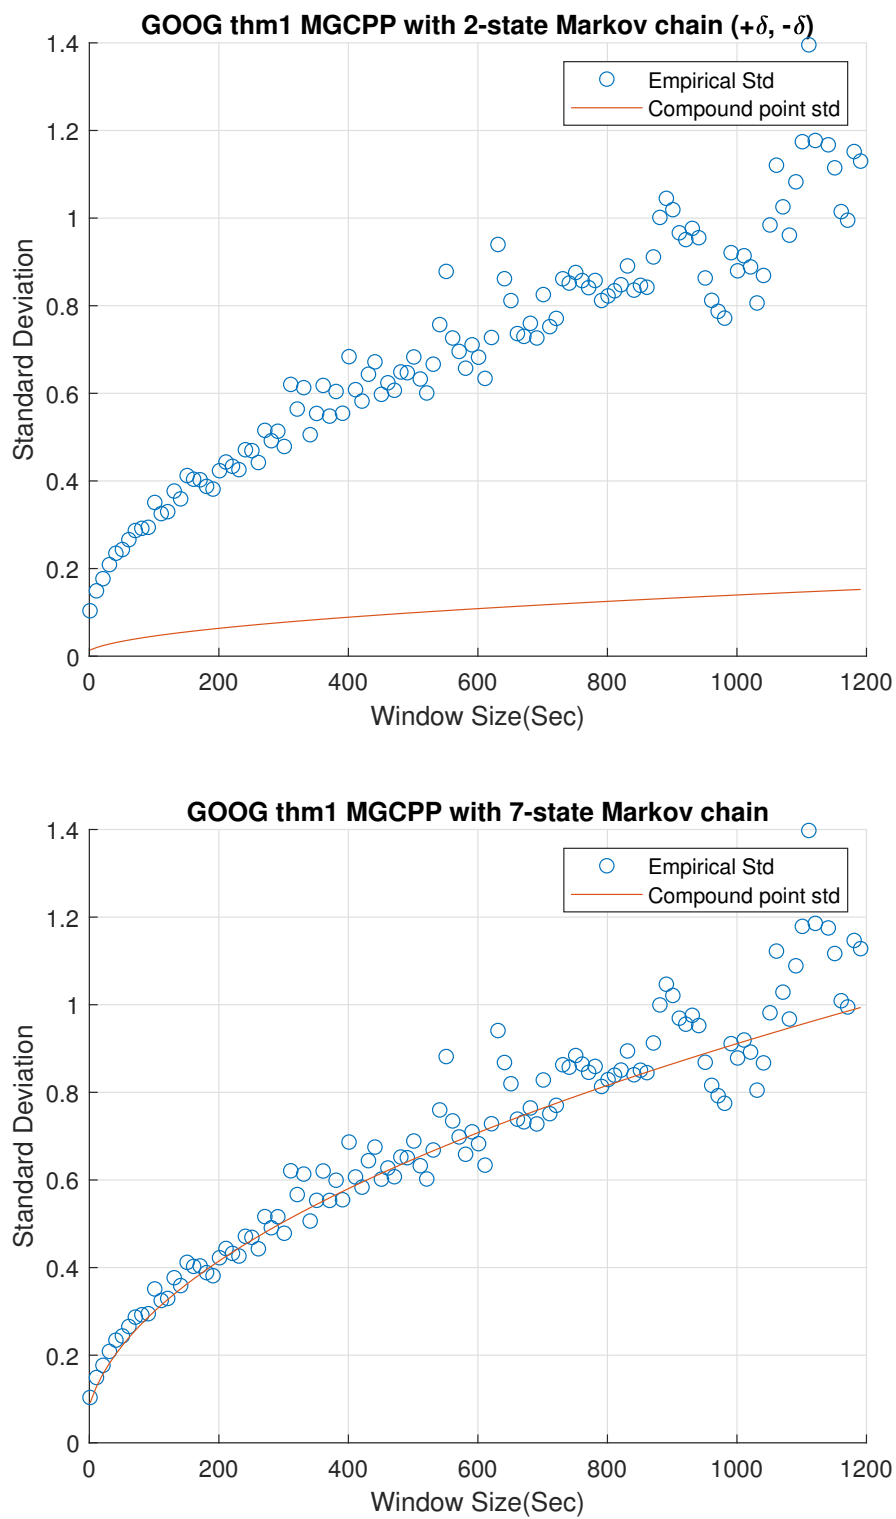 GOOG thm1 MGCPP with 2-state Markov chain (+δ, -δ)
1.4
1.2
1
0.8
0.6
0.4
0.2
0
Standard Deviation
Empirical Std
Compound point std
0 200 400 600 800 1000 1200
Window Size(Sec)
GOOG thm1 MGCPP with 7-state Markov chain
1.4
1.2
1
0.8
0.6
0.4
0.2
0
Standard Deviation
Empirical Std
Compound point std
0 200 400 600 800 1000 1200
Window Size(Sec)